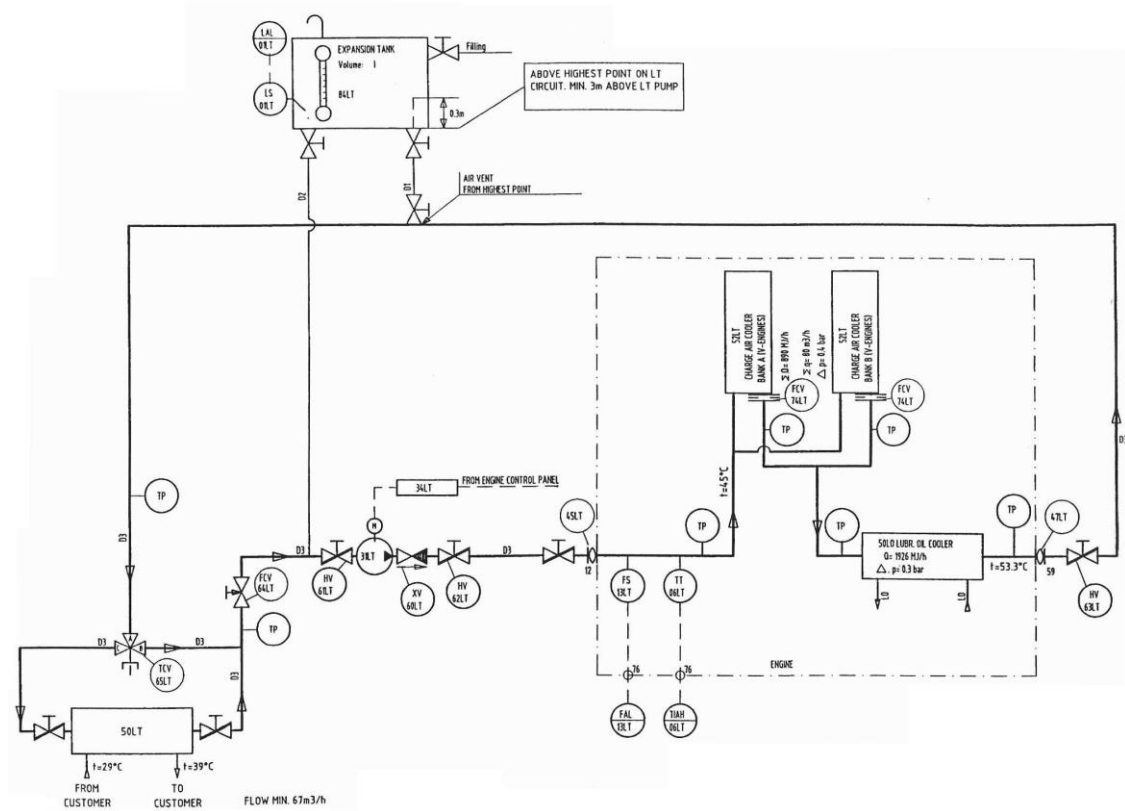 LAL
01LT
EXPANSION TANK
Volume: 1
84LT
LS
01LT
Filling
0.3m
ABOVE HIGHEST POINT ON LT
CIRCUIT. MIN. 3m ABOVE LT PUMP
D2
D1
AIR VENT
FROM HIGHEST POINT
52LT
CHARGE AIR COOLER
BANK A (V-ENGINES)
Σ Q= 890 MJ/h
Σ q= 80 m3/h
△ p= 0.4 bar
52LT
CHARGE AIR COOLER
BANK B (V-ENGINES)
FCV
74LT
FCV
74LT
TP
TP
t=45°C
D3
TP
D3
34LT
FROM ENGINE CONTROL PANEL
M
D3
HV
61LT
31LT
XV
60LT
HV
62LT
D3
45LT
12
TP
TP
50LO LUBR. OIL COOLER
Q= 1926 MJ/h
△. p= 0.3 bar
LO
LO
TP
t=53.3°C
47LT
59
HV
63LT
FCV
64LT
TP
D3
A
C
B
D3
TCV
65LT
D3
FS
13LT
TT
06LT
76
76
ENGINE
FAL
13LT
TIAH
06LT
50LT
t=29°C
t=39°C
FROM
CUSTOMER
TO
CUSTOMER
FLOW MIN. 67m3/h